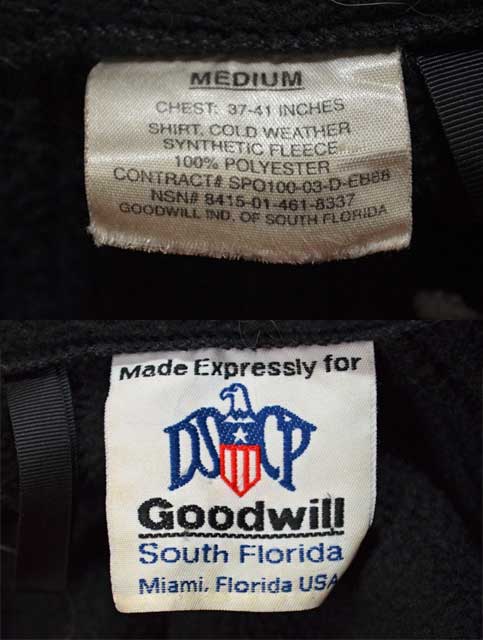 MEDIUM
CHEST: 37-41 INCHES
SHIRT, COLD WEATHER
SYNTHETIC FLEECE
100% POLYESTER
CONTRACT# SPO100-03-D-EB88
NSN# 8415-01-461-8337
GOODWILL IND. OF SOUTH FLORIDA
Made Expressly for
DSCP
Goodwill
South Florida
Miami, Florida USA